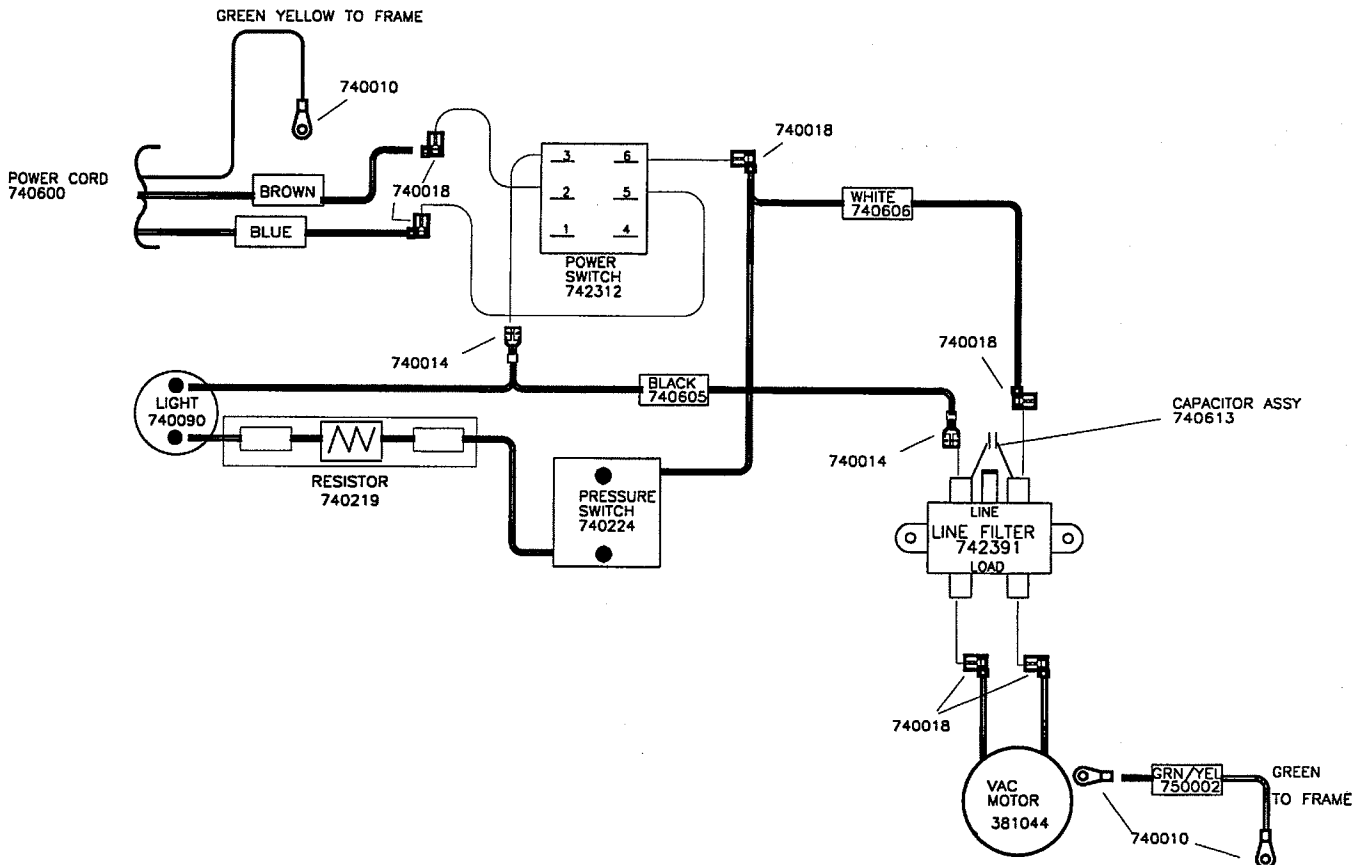 GREEN YELLOW TO FRAME
740010
740018
POWER CORD
740600
BROWN
740018
BLUE
3
6
2
5
1
4
POWER
SWITCH
742312
WHITE
740606
740014
740018
BLACK
740605
LIGHT
740090
CAPACITOR ASSY
740613
740014
RESISTOR
740219
PRESSURE
SWITCH
740224
LINE
LINE FILTER
742391
LOAD
740018
VAC
MOTOR
381044
GRN/YEL
750002
GREEN
TO FRAME
740010